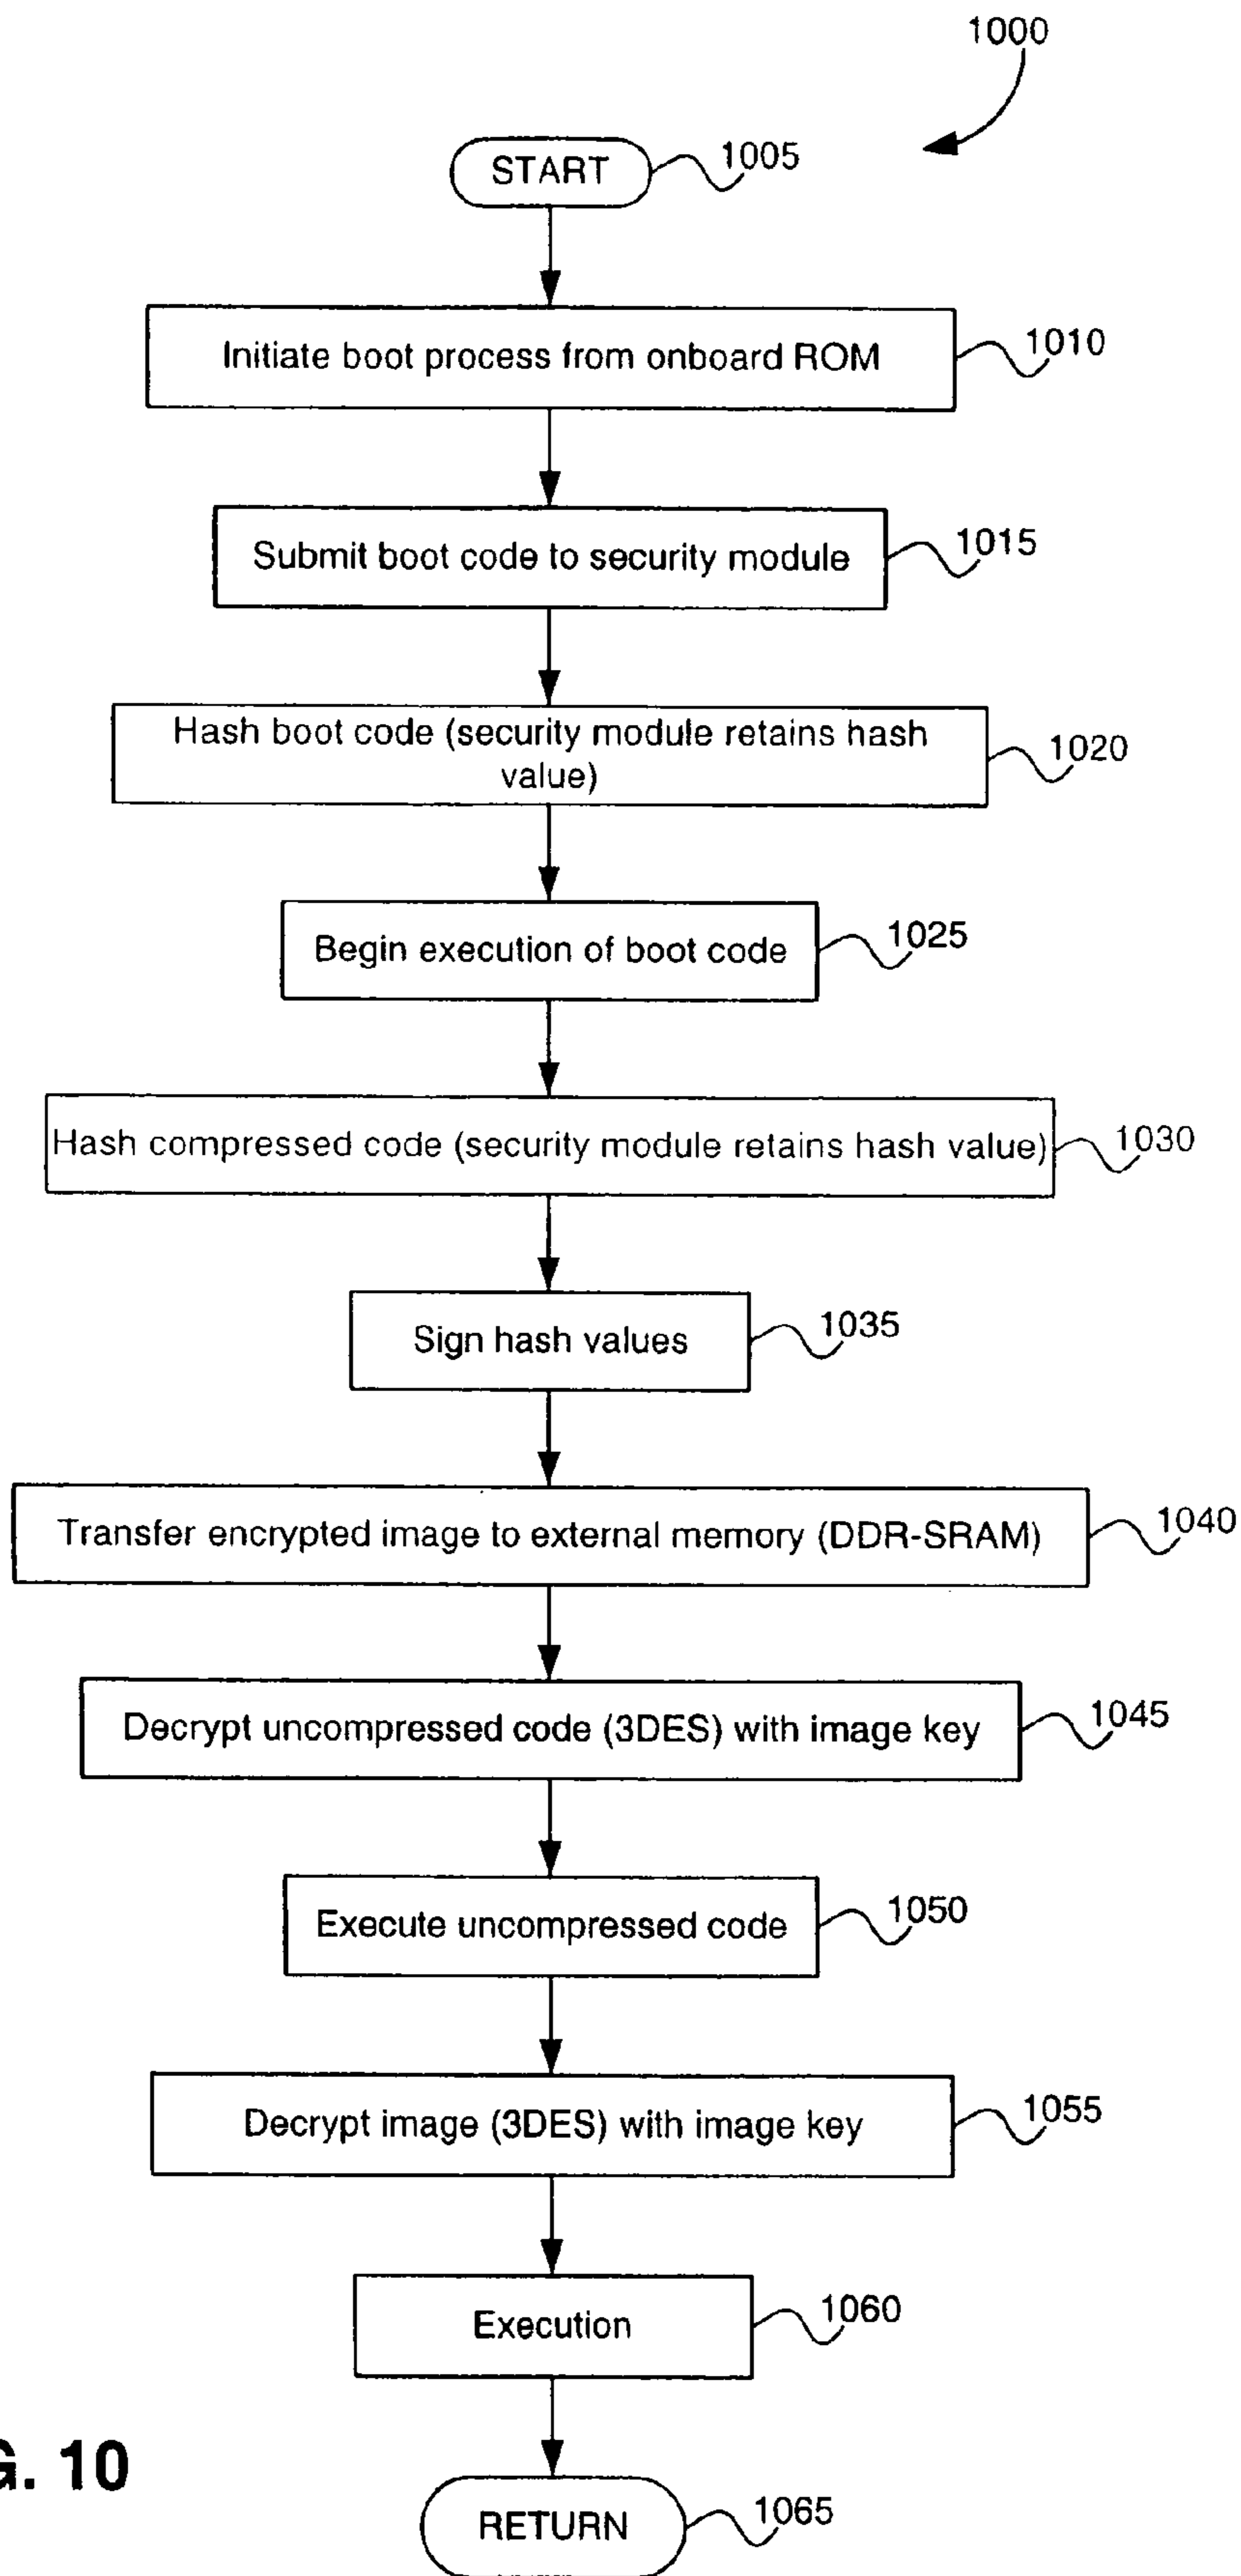 1000
START
1005
Initiate boot process from onboard ROM
1010
Submit boot code to security module
1015
Hash boot code (security module retains hash
value)
1020
Begin execution of boot code
1025
Hash compressed code (security module retains hash value)
1030
Sign hash values
1035
Transfer encrypted image to external memory (DDR-SRAM)
1040
Decrypt uncompressed code (3DES) with image key
1045
Execute uncompressed code
1050
Decrypt image (3DES) with image key
1055
Execution
1060
G. 10
RETURN
1065